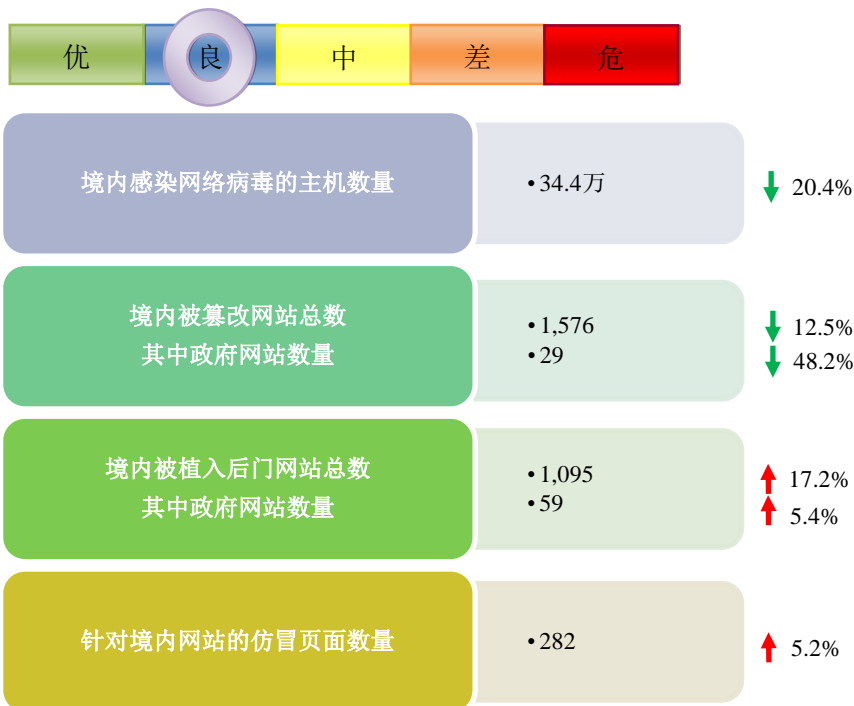 优 良 中 差 危
境内感染网络病毒的主机数量 •34.4万 20.4%
境内被篡改网站总数 •1,576 12.5%
其中政府网站数量 •29 48.2%
境内被植入后门网站总数 •1,095 17.2%
其中政府网站数量 •59 5.4%
针对境内网站的仿冒页面数量 •282 5.2%